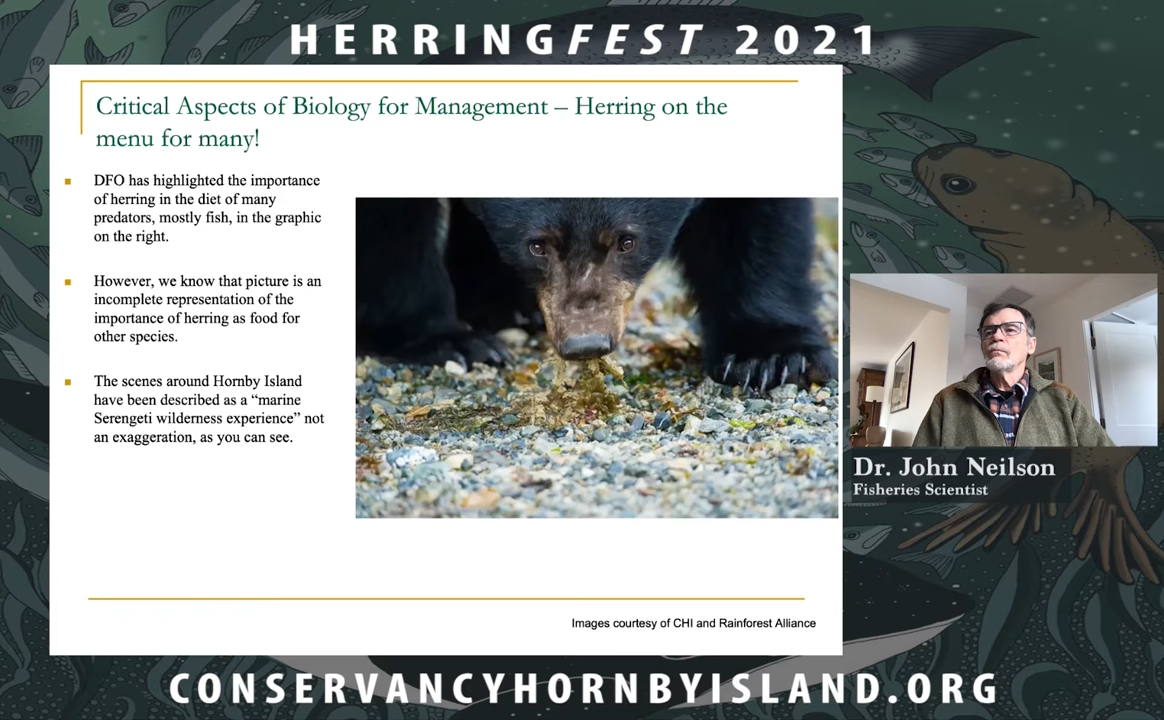 HERRINGFEST 2021
Critical Aspects of Biology for Management – Herring on the
menu for many!
DFO has highlighted the importance
of herring in the diet of many
predators, mostly fish, in the graphic
on the right.
However, we know that picture is an
incomplete representation of the
importance of herring as food for
other species.
The scenes around Hornby Island
have been described as a “marine
Serengeti wilderness experience” not
an exaggeration, as you can see.
Images courtesy of CHI and Rainforest Alliance
Dr. John Neilson
Fisheries Scientist
CONSERVANCYHORNBYISLAND.ORG